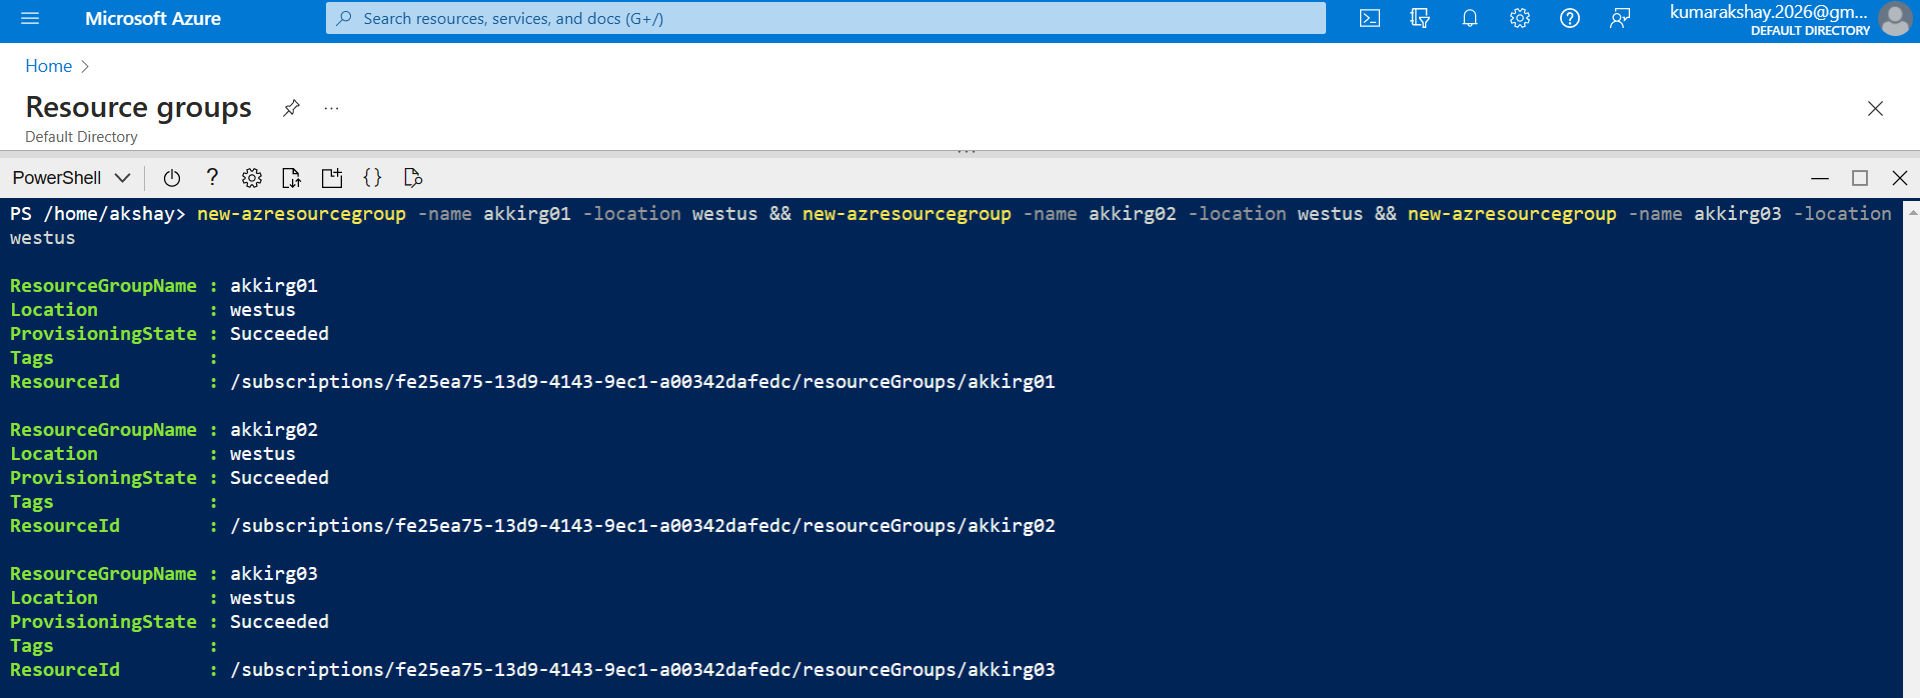 Microsoft Azure
Search resources, services, and docs (G+/)
kumarakshay.2026@gm...
DEFAULT DIRECTORY
Home
Resource groups
Default Directory
PowerShell
PS /home/akshay> new-azresourcegroup -name akkirg01 -location westus && new-azresourcegroup -name akkirg02 -location westus && new-azresourcegroup -name akkirg03 -location
westus
ResourceGroupName : akkirg01
Location : westus
ProvisioningState : Succeeded
Tags :
ResourceId : /subscriptions/fe25ea75-13d9-4143-9ec1-a00342dafedc/resourceGroups/akkirg01
ResourceGroupName : akkirg02
Location : westus
ProvisioningState : Succeeded
Tags :
ResourceId : /subscriptions/fe25ea75-13d9-4143-9ec1-a00342dafedc/resourceGroups/akkirg02
ResourceGroupName : akkirg03
Location : westus
ProvisioningState : Succeeded
Tags :
ResourceId : /subscriptions/fe25ea75-13d9-4143-9ec1-a00342dafedc/resourceGroups/akkirg03